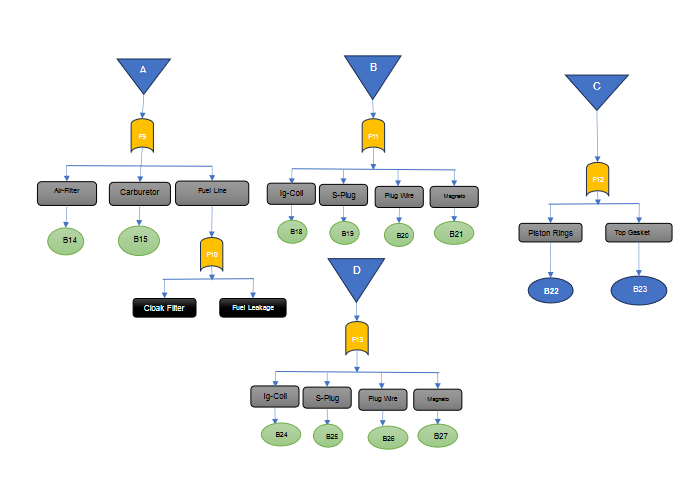 A
B
C
F9
F11
F12
Air-Filter
Carburetor
Fuel Line
Ig-Coil
S-Plug
Plug Wire
Magneto
Piston Rings
Top Gasket
B14
B15
B18
B19
B20
B21
F10
D
B22
B23
Cloak Filter
Fuel Leakage
F13
Ig-Coil
S-Plug
Plug Wire
Magneto
B24
B25
B26
B27